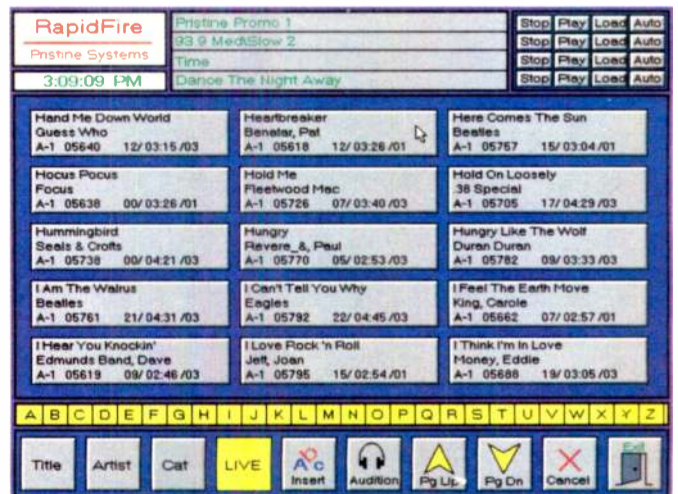 RapidFire
Pristine Systems
3:09:09 PM
Pristine Promo 1
93.9 Med\Slow 2
Time
Dance The Night Away
Stop Play Load Auto
Stop Play Load Auto
Stop Play Load Auto
Stop Play Load Auto
Hand Me Down World
Guess Who
A-1 05640 12/03:15/03
Heartbreaker
Benatar, Pat
A-1 05618 12/03:26/01
Here Comes The Sun
Beatles
A-1 05757 15/03:04/01
Hocus Pocus
Focus
A-1 05638 00/03:26/01
Hold Me
Fleetwood Mac
A-1 05726 07/03:40/03
Hold On Loosely
.38 Special
A-1 05705 17/04:29/03
Hummingbird
Seals & Crofts
A-1 05738 00/04:21/03
Hungry
Revere_&, Paul
A-1 05770 05/02:53/03
Hungry Like The Wolf
Duran Duran
A-1 05782 09/03:33/03
I Am The Walrus
Beatles
A-1 05761 21/04:31/03
I Can't Tell You Why
Eagles
A-1 05792 22/04:45/03
I Feel The Earth Move
King, Carole
A-1 05662 07/02:57/01
I Hear You Knockin'
Edmunds Band, Dave
A-1 05619 09/02:46/03
I Love Rock 'n Roll
Jett, Joan
A-1 05795 15/02:54/01
I Think I'm In Love
Money, Eddie
A-1 05688 19/03:05/03
A B C D E F G H I J K L M N O P Q R S T U V W X Y Z
Title
Artist
Cat
LIVE
Insert
Audition
Pg Up
Pg Dn
Cancel
Exit